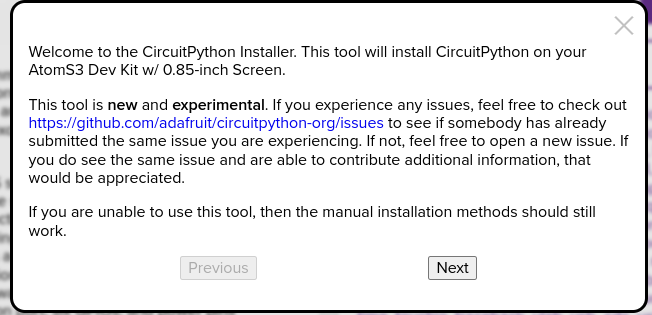 Welcome to the CircuitPython Installer. This tool will install CircuitPython on your
AtomS3 Dev Kit w/ 0.85-inch Screen.
This tool is new and experimental. If you experience any issues, feel free to check out
https://github.com/adafruit/circuitpython-org/issues to see if somebody has already
submitted the same issue you are experiencing. If not, feel free to open a new issue. If
you do see the same issue and are able to contribute additional information, that
would be appreciated.
If you are unable to use this tool, then the manual installation methods should still
work.
Previous
Next